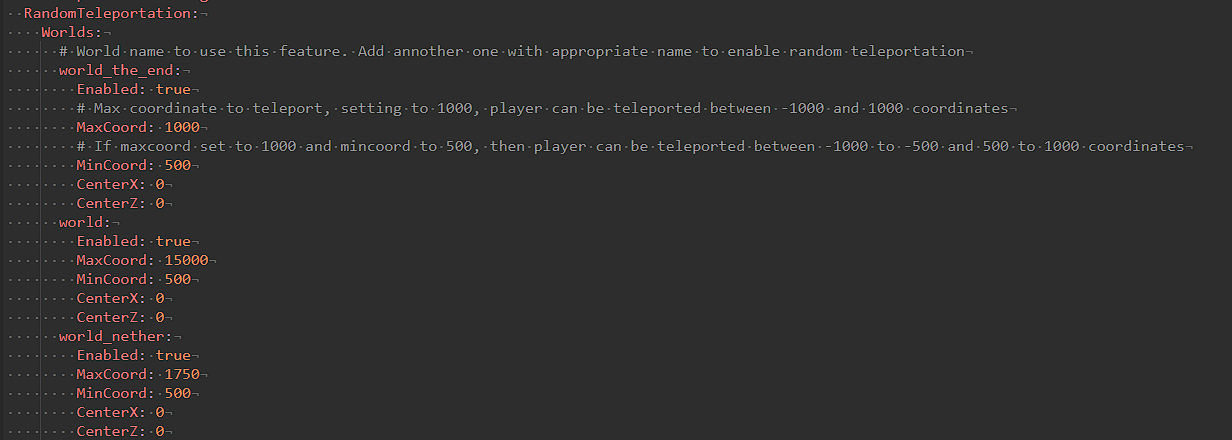 RandomTeleportation:
Worlds:
# World name to use this feature. Add annother one with appropriate name to enable random teleportation
world_the_end:
Enabled: true
# Max coordinate to teleport, setting to 1000, player can be teleported between -1000 and 1000 coordinates
MaxCoord: 1000
# If maxcoord set to 1000 and mincoord to 500, then player can be teleported between -1000 to -500 and 500 to 1000 coordinates
MinCoord: 500
CenterX: 0
CenterZ: 0
world:
Enabled: true
MaxCoord: 15000
MinCoord: 500
CenterX: 0
CenterZ: 0
world_nether:
Enabled: true
MaxCoord: 1750
MinCoord: 500
CenterX: 0
CenterZ: 0